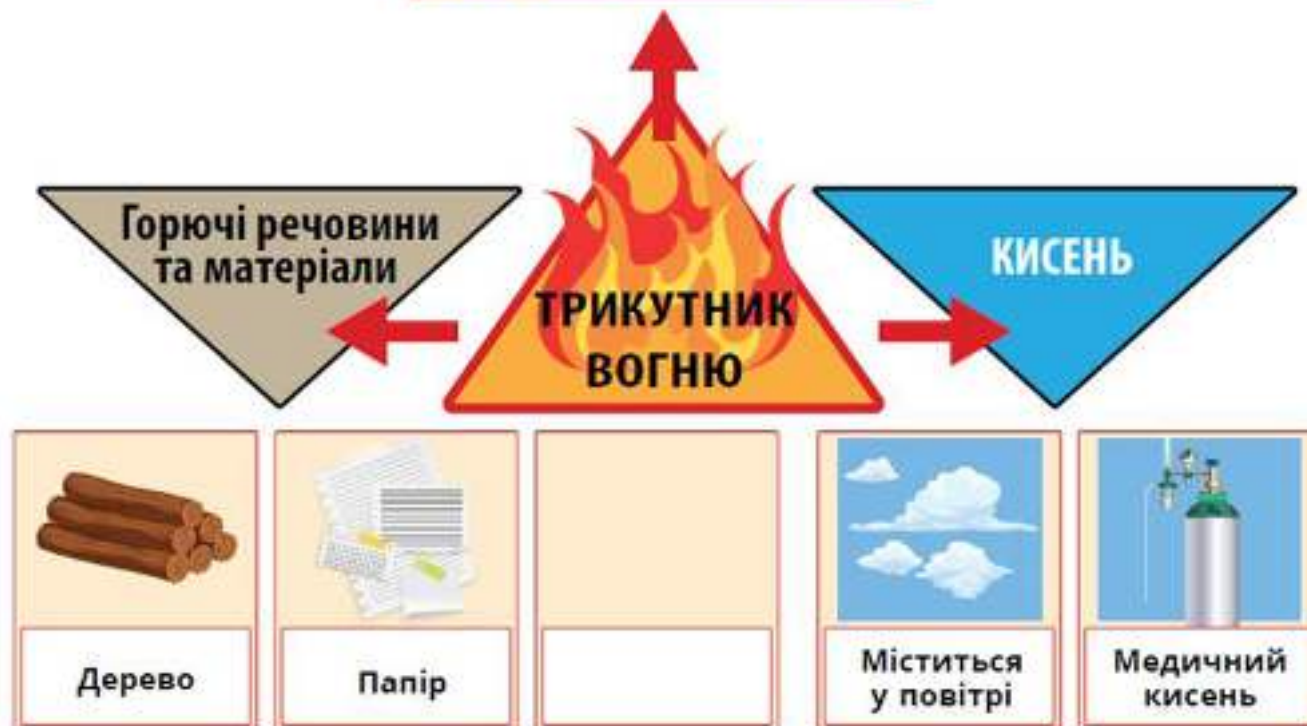 Горючі речовини
та матеріали
ТРИКУТНИК
ВОГНЮ
КИСЕНЬ
Дерево
Папір
Міститься
у повітрі
Медичний
кисень